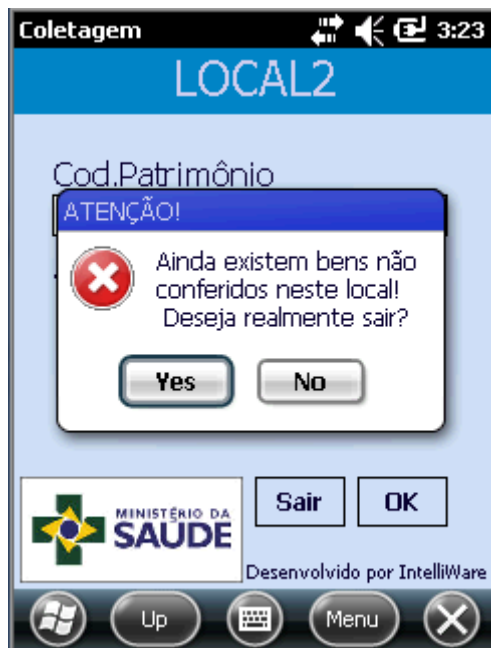 Coletagem 3:23
LOCAL2
Cod.Patrimônio
ATENÇÃO!
Ainda existem bens não
conferidos neste local!
Deseja realmente sair?
Yes No
MINISTÉRIO DA
SAÚDE
Sair OK
Desenvolvido por IntelliWare
Up Menu